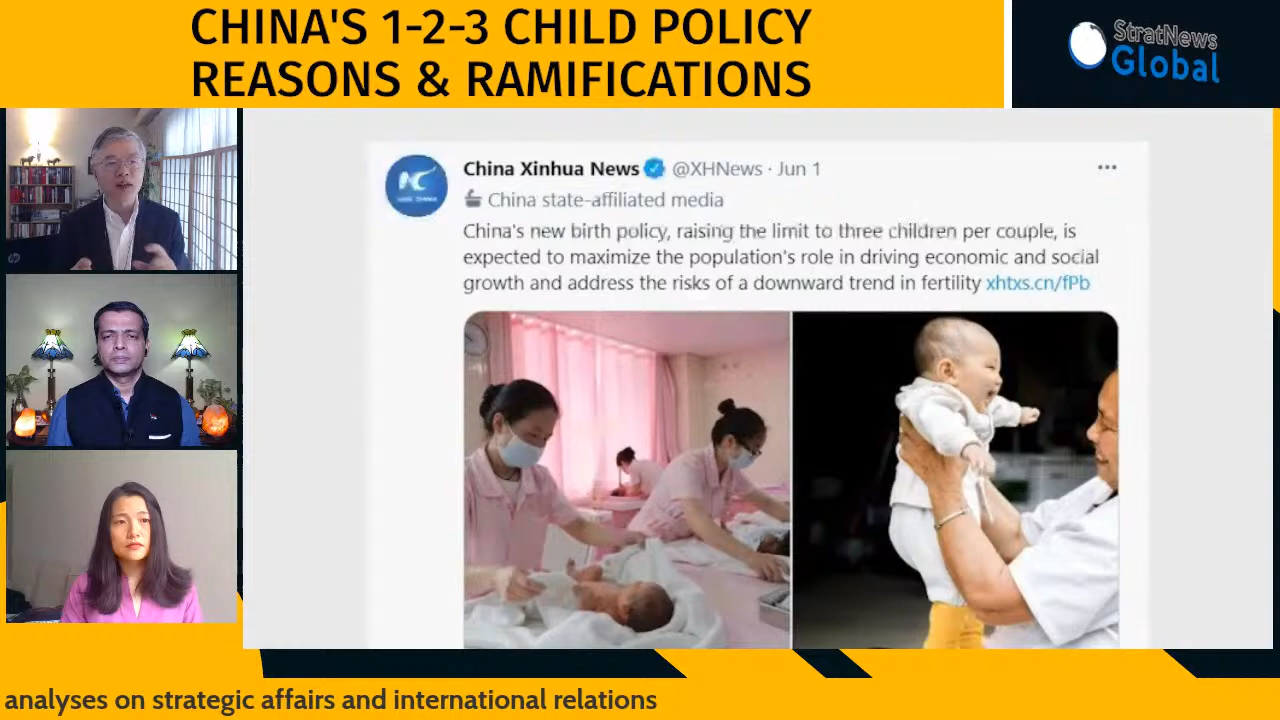 CHINA'S 1-2-3 CHILD POLICY
REASONS & RAMIFICATIONS
StratNews
Global
China Xinhua News @XHNews · Jun 1
China state-affiliated media
China's new birth policy, raising the limit to three children per couple, is
expected to maximize the population's role in driving economic and social
growth and address the risks of a downward trend in fertility xhtxs.cn/fPb
hp
analyses on strategic affairs and international relations